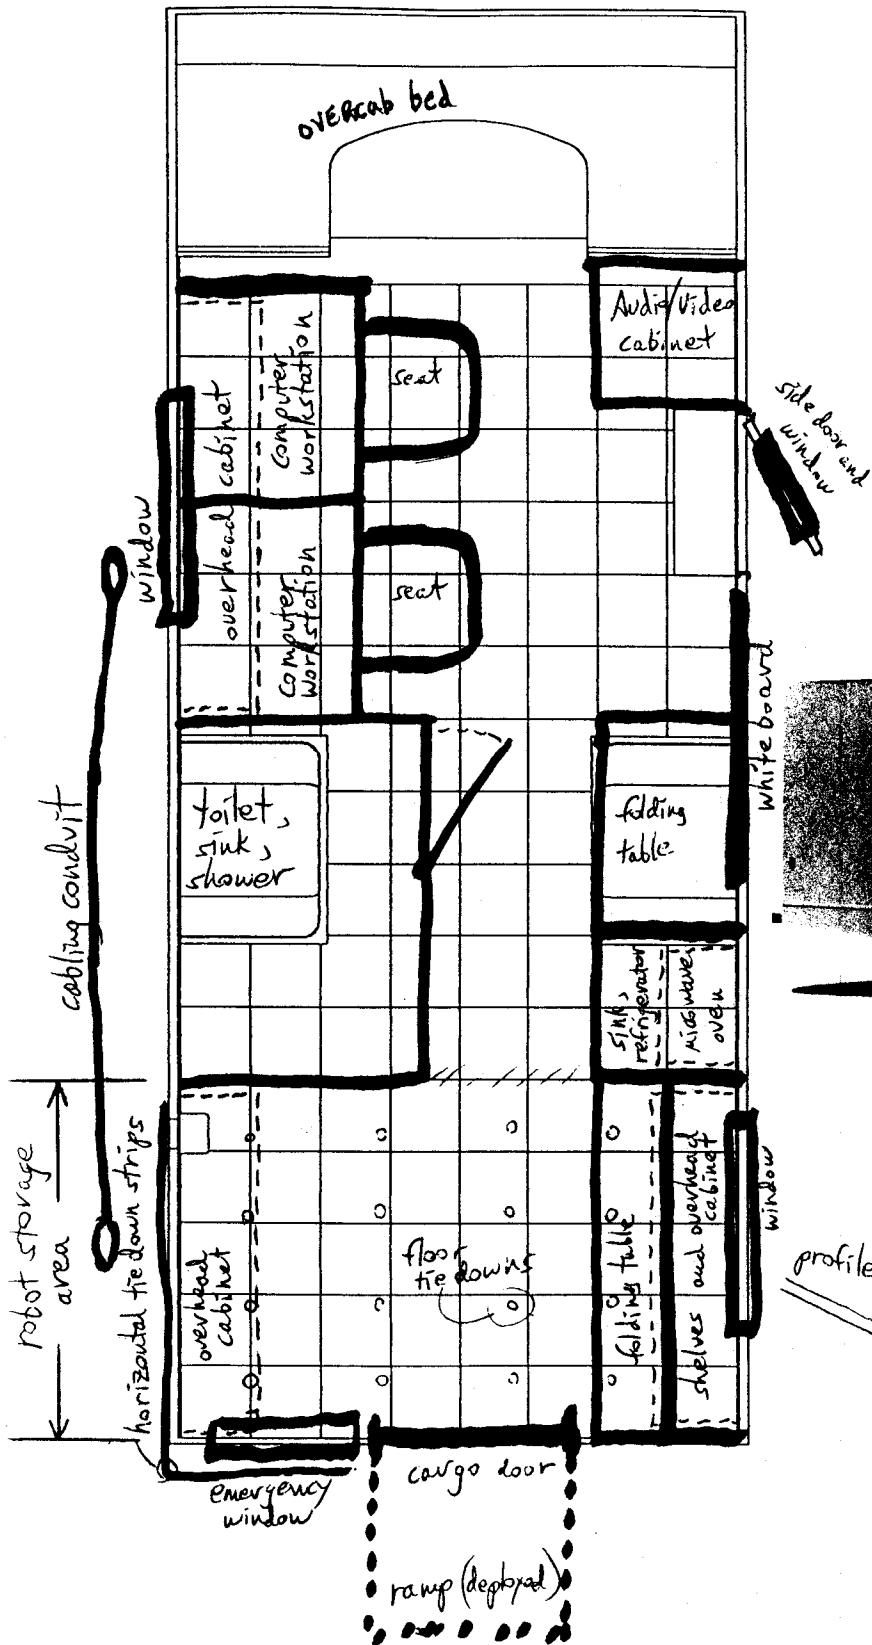 overcab bed
Audio/Video
cabinet
side door and
window
seat
computer
workstation
overhead cabinet
window
seat
computer
workstation
whiteboard
toilet,
sink,
shower
folding
table
cabling conduit
sink,
refrigerator
microwave
oven
robot storage
area
horizontal tie down strips
overhead
cabinet
floor
tie downs
folding table
shelves and overhead
cabinet
window
profile
emergency
window
cargo door
ramp (deployed)